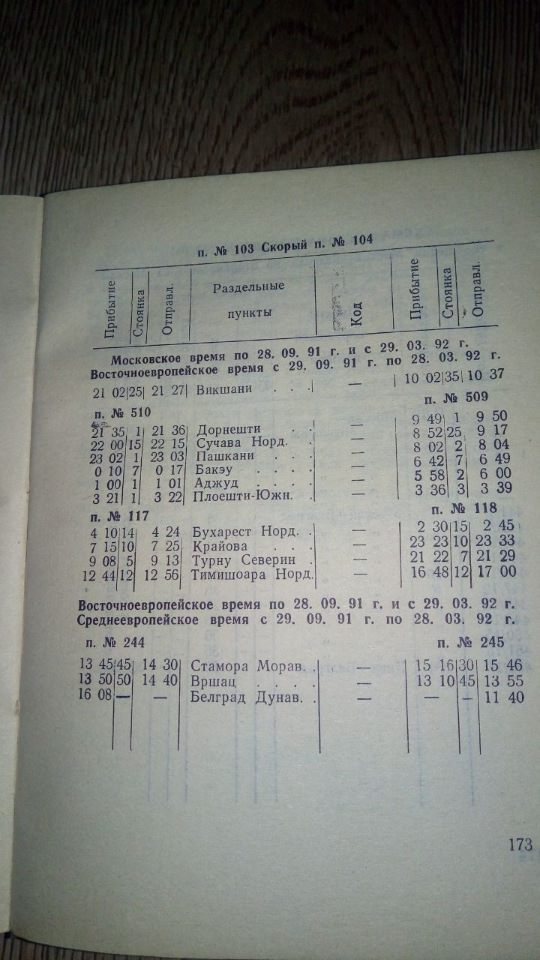 п. № 103 Скорый п. № 104
Прибытие Стоянка Отправл. Раздельные пункты Код Прибытие Стоянка Отправл.
Московское время по 28. 09. 91 г. и с 29. 03. 92 г.
Восточноевропейское время с 29. 09. 91 г. по 28. 03. 92 г.
21 02 25 21 27 Викшани . . . — 10 02 35 10 37
п. № 510 п. № 509
21 35 1 21 36 Дорнешти . . — 9 49 1 9 50
22 00 15 22 15 Сучава Норд. . — 8 52 25 9 17
23 02 1 23 03 Пашкани . . . — 8 02 2 8 04
0 10 7 0 17 Бакэу . . . . — 6 42 7 6 49
1 00 1 1 01 Аджуд . . . . — 5 58 2 6 00
3 21 1 3 22 Плоешти-Южн. — 3 36 3 3 39
п. № 117 п. № 118
4 10 14 4 24 Бухарест Норд. . — 2 30 15 2 45
7 15 10 7 25 Крайова . . . — 23 23 10 23 33
9 08 5 9 13 Турну Северин . — 21 22 7 21 29
12 44 12 12 56 Тимишоара Норд. — 16 48 12 17 00
Восточноевропейское время по 28. 09. 91 г. и с 29. 03. 92 г.
Среднеевропейское время с 29. 09. 91 г. по 28. 03. 92 г.
п. № 244 п. № 245
13 45 45 14 30 Стамора Морав. . — 15 16 30 15 46
13 50 50 14 40 Вршац . . . . — 13 10 45 13 55
16 08 — — Белград Дунав. . — — — 11 40
173